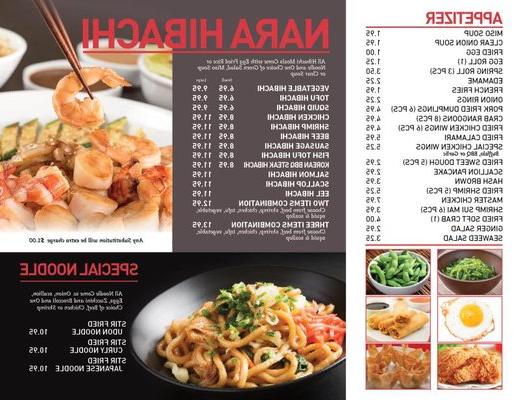 APPETIZER
MISO SOUP 1.95
CLEAR ONION SOUP 1.95
FRIED EGG 1.00
EGG ROLL (1) 1.25
SPRING ROLL (3 PCS) 3.50
EDAMAME 2.25
FRENCH FRIES 1.95
ONION RINGS 2.25
PORK FRIED DUMPLINGS (6 PCS) 4.95
CRAB RANGOONS (8 PCS) 4.95
FRIED CHICKEN WINGS (6 PCS) 4.95
FRIED CALAMARI 5.95
SPECIAL CHICKEN WINGS 5.25
Buffalo, or BBQ, or Garlic
FRIED SWEET DOUGH (5 PCS) 2.95
SCALLION PANCAKE 2.95
HASH BROWN 3.95
FRIED SHRIMP (5 PCS) 5.25
MASTER CHICKEN 7.95
SHRIMP SUI MAI (6 PCS) 3.95
FRIED SOFT CRAB (1) 4.00
GINGER SALAD 2.95
SEAWEED SALAD 3.25
NARA HIBACHI
All Hibachi Meals Come with Egg Fried Rice or
Noodle and One Choice of Green Salad, Miso Soup
or Clear Soup
Small Large
VEGETABLE HIBACHI 6.95 9.95
TOFU HIBACHI 6.95 9.95
SQUID HIBACHI 6.95 9.95
CHICKEN HIBACHI 8.95 11.95
SHRIMP HIBACHI 8.95 11.95
BEEF HIBACHI 8.95 11.95
SAUSAGE HIBACHI 8.95 11.95
FISH TOFU HIBACHI 8.95 11.95
KOREAN BBQ STEAK HIBACHI 8.95 11.95
SALMON HIBACHI 11.95
SCALLOP HIBACHI 11.95
EEL HIBACHI 11.95
TWO ITEMS COMBINATION 12.95
Choose from beef, shrimp, chicken, tofu, vegetable,
squid & scallop
THREE ITEMS COMBINATION 13.95
Choose from beef, shrimp, chicken, tofu, vegetable,
squid & scallop
Any Substitution will extra charge $1.00
SPECIAL NOODLE
All Noodles Come w. Onion, scallion,
Eggs, Zucchini, and Broccoli and One
Choice of Chicken or Beef, or Shrimp
STIR FRIED
UDON NOODLE 10.95
STIR FRIED
CURLY NOODLE 10.95
STIR FRIED
JAPANESE NOODLE 10.95